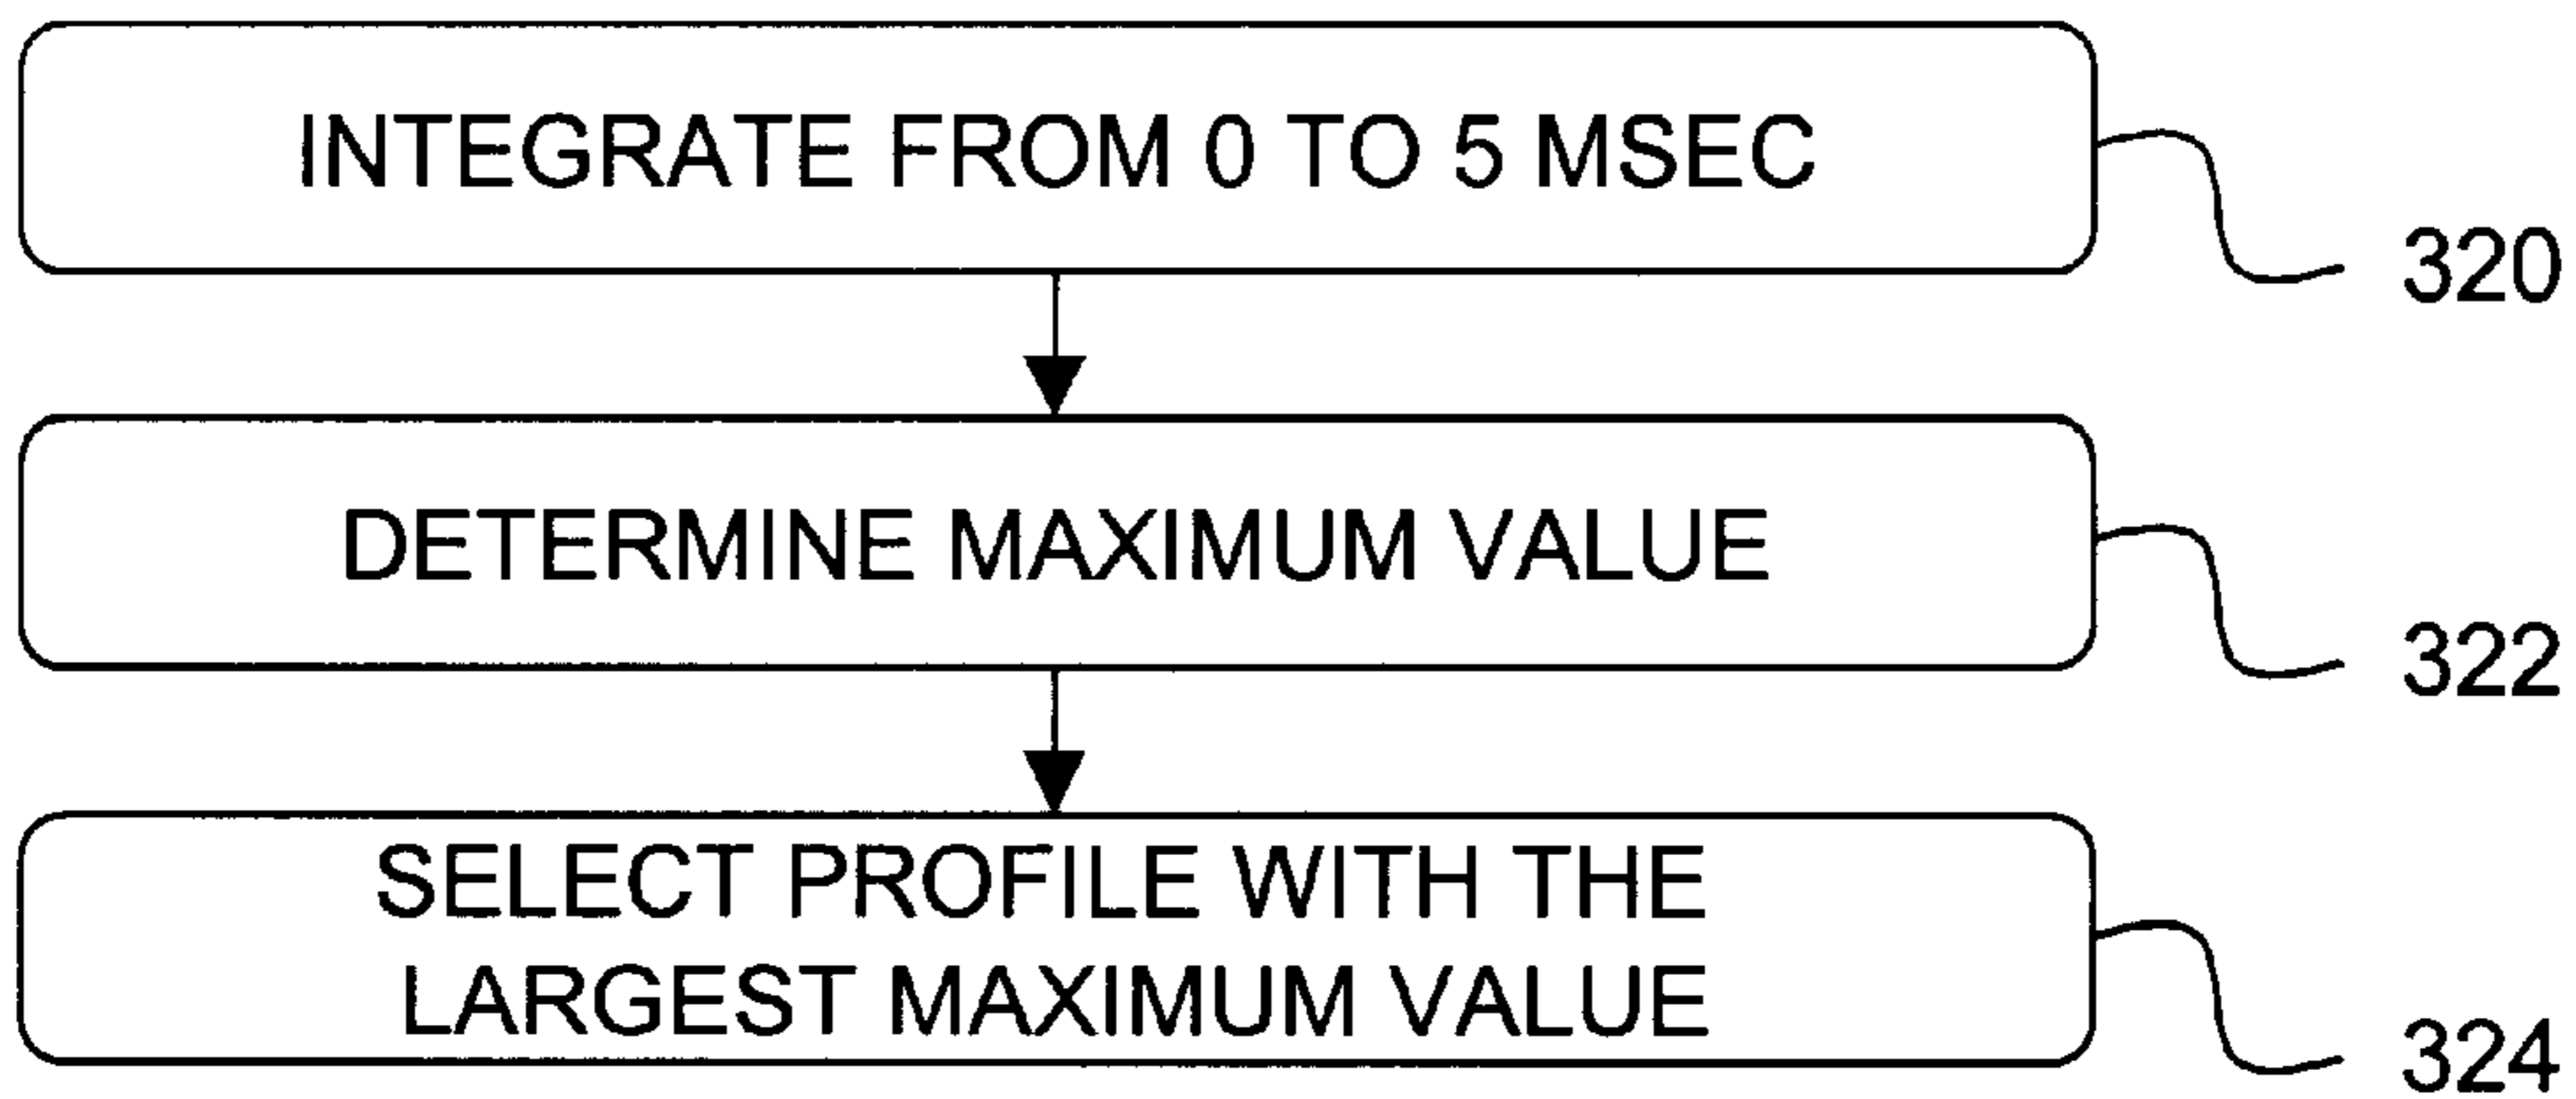 INTEGRATE FROM 0 TO 5 MSEC
320
DETERMINE MAXIMUM VALUE
322
SELECT PROFILE WITH THE
LARGEST MAXIMUM VALUE
324